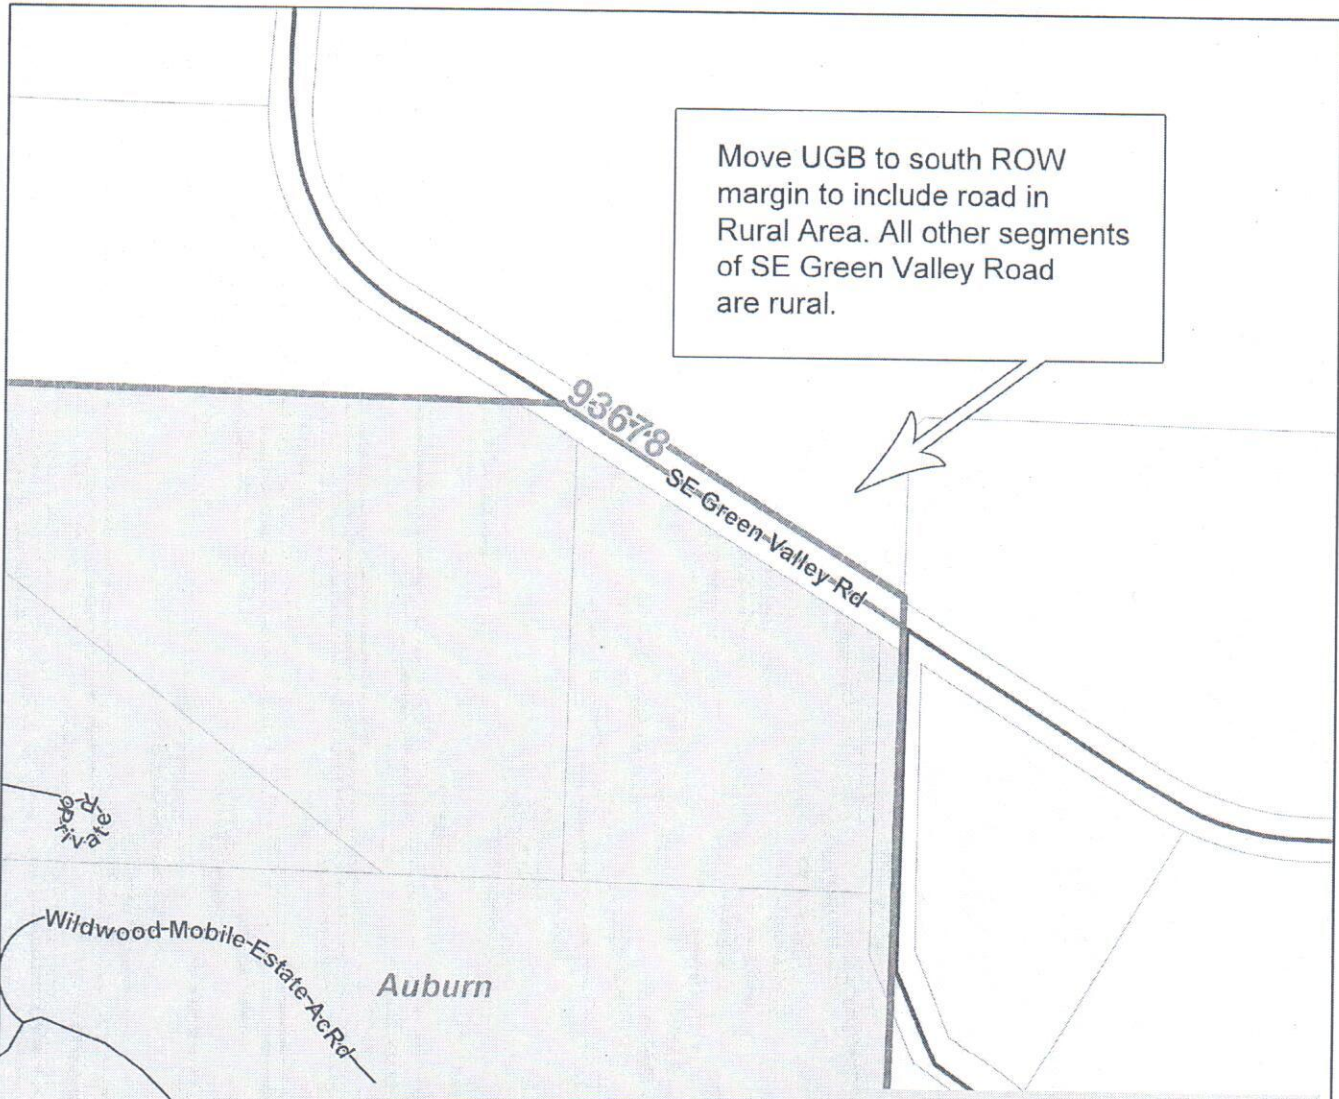 Move UGB to south ROW
margin to include road in
Rural Area. All other segments
of SE Green Valley Road
are rural.
93678
SE-Green-Valley-Rd
Private-Rd
Wildwood-Mobile-Estate-AcRd
Auburn